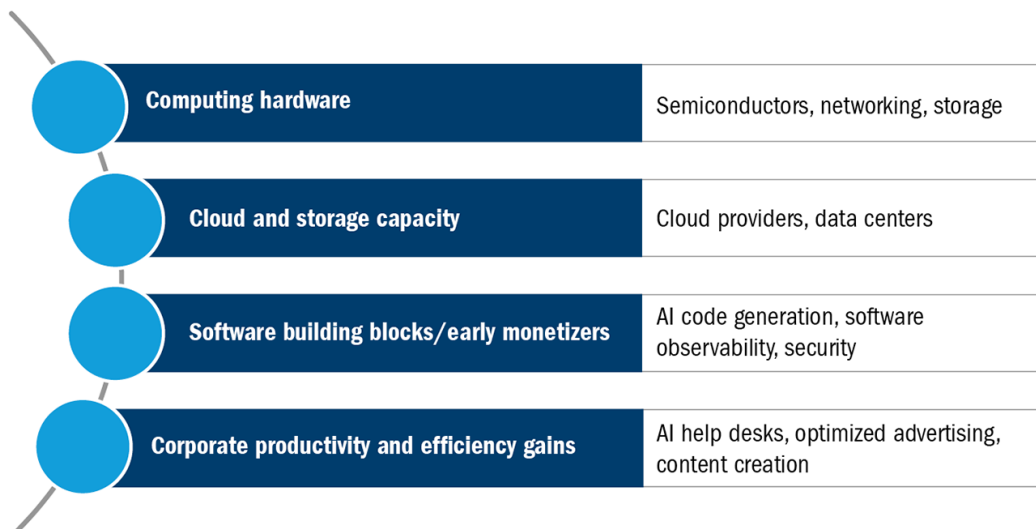 Computing hardware
Semiconductors, networking, storage
Cloud and storage capacity
Cloud providers, data centers
Software building blocks/early monetizers
AI code generation, software
observability, security
Corporate productivity and efficiency gains
AI help desks, optimized advertising,
content creation